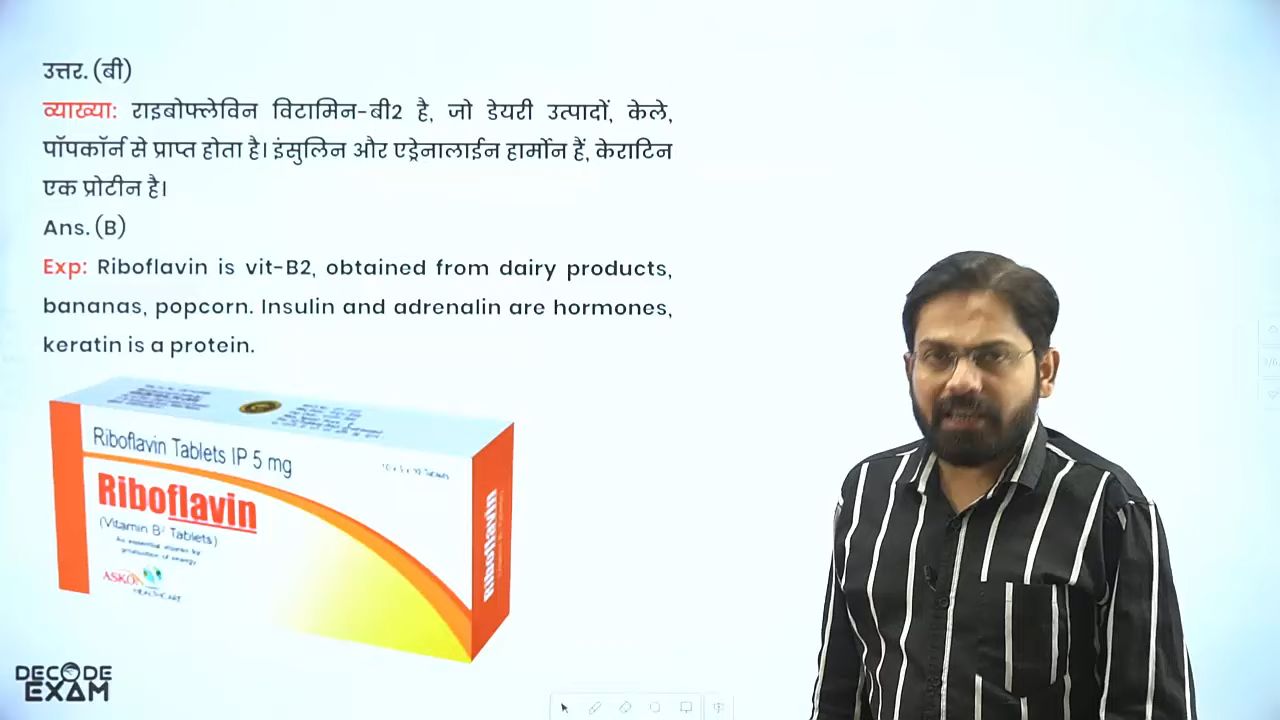 उत्तर. (बी)
व्याख्या: राइबोफ्लेविन विटामिन-बी2 है, जो डेयरी उत्पादों, केले,
पॉपकॉर्न से प्राप्त होता है। इंसुलिन और एड्रेनालाईन हार्मोन हैं, केराटिन
एक प्रोटीन है।
Ans. (B)
Exp: Riboflavin is vit-B2, obtained from dairy products,
bananas, popcorn. Insulin and adrenalin are hormones,
keratin is a protein.
Riboflavin Tablets IP 5 mg
Riboflavin
(Vitamin B² Tablets)
HEALTHCARE
Riboflavin
DECODE
EXAM